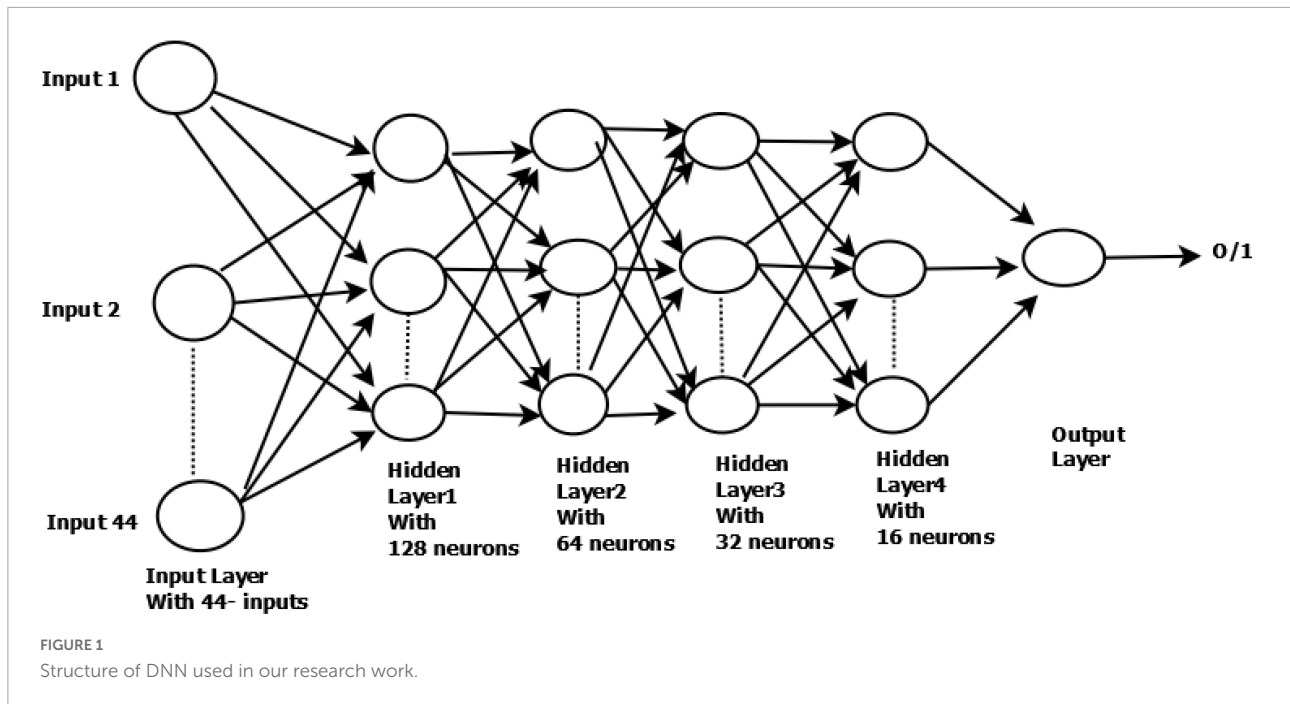 Input 1
Input 2
Input 44
Input Layer
With 44- inputs
Hidden
Layer1
With
128 neurons
Hidden
Layer2
With
64 neurons
Hidden
Layer3
With
32 neurons
Hidden
Layer4
With
16 neurons
Output
Layer
0/1
FIGURE 1
Structure of DNN used in our research work.